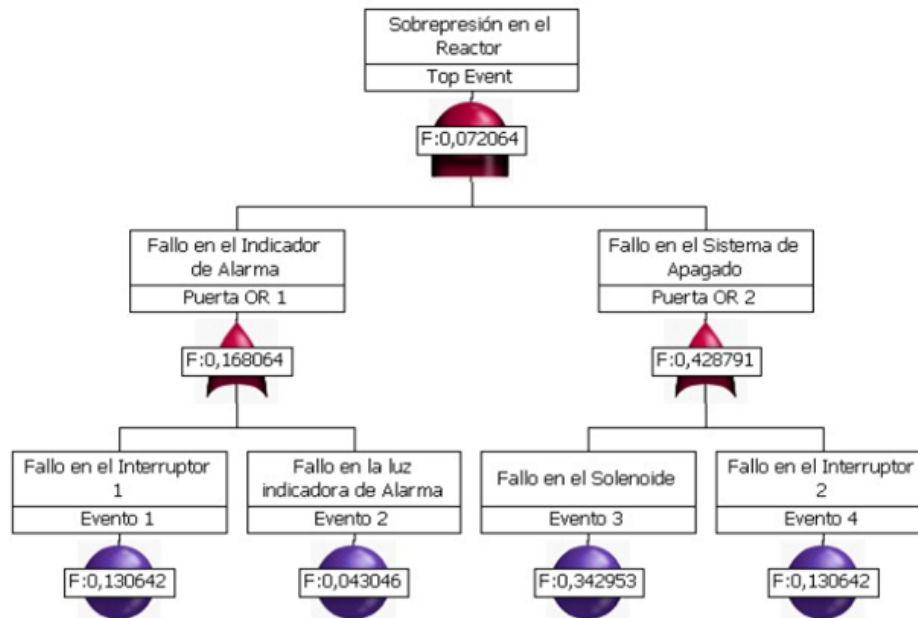 Sobrepresión en el
Reactor
Top Event
F:0,072064
Fallo en el Indicador
de Alarma
Puerta OR 1
F:0,168064
Fallo en el Sistema de
Apagado
Puerta OR 2
F:0,428791
Fallo en el Interruptor
1
Evento 1
F:0,130642
Fallo en la luz
indicadora de Alarma
Evento 2
F:0,043046
Fallo en el Solenoide
Evento 3
F:0,342953
Fallo en el Interruptor
2
Evento 4
F:0,130642